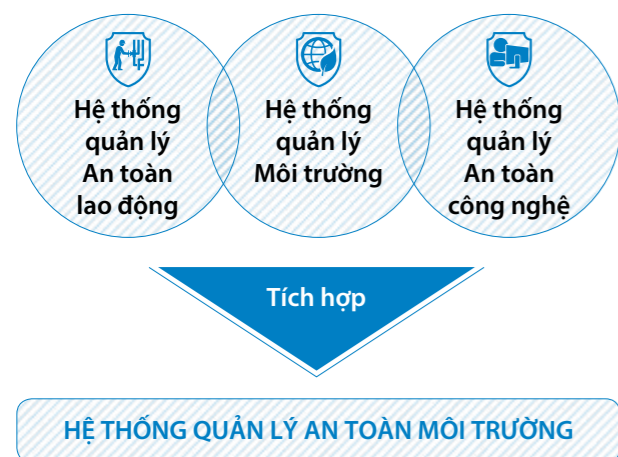 Hệ thống
quản lý
An toàn
lao động
Hệ thống
quản lý
Môi trường
Hệ thống
quản lý
An toàn
công nghệ
Tích hợp
HỆ THỐNG QUẢN LÝ AN TOÀN MÔI TRƯỜNG